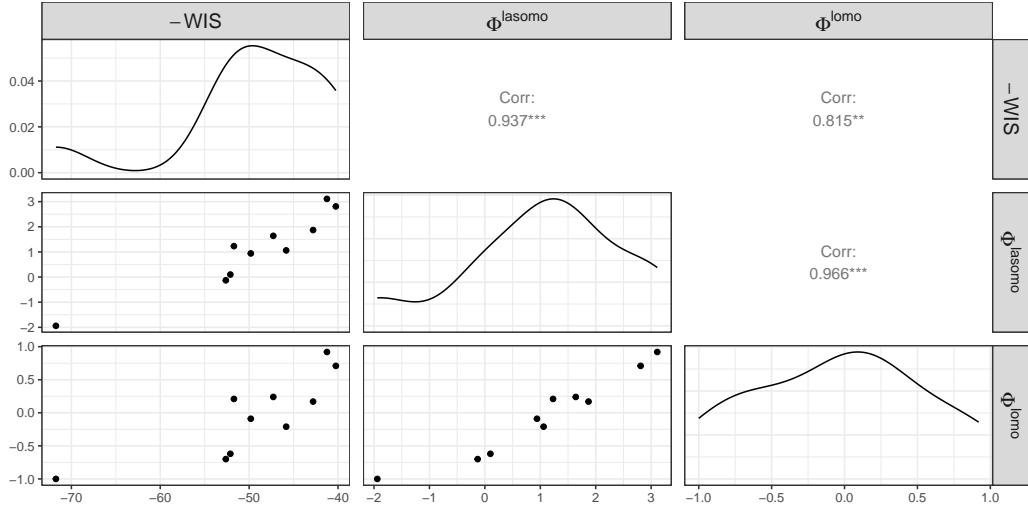 −WIS
Φ^lasomo
Φ^lomo
0.04
0.02
0.00
Corr:
0.937***
Corr:
0.815**
−WIS
3
2
1
0
−1
−2
Corr:
0.966***
Φ^lasomo
1.0
0.5
0.0
−0.5
−1.0
Φ^lomo
−70 −60 −50 −40
−2 −1 0 1 2 3
−1.0 −0.5 0.0 0.5 1.0